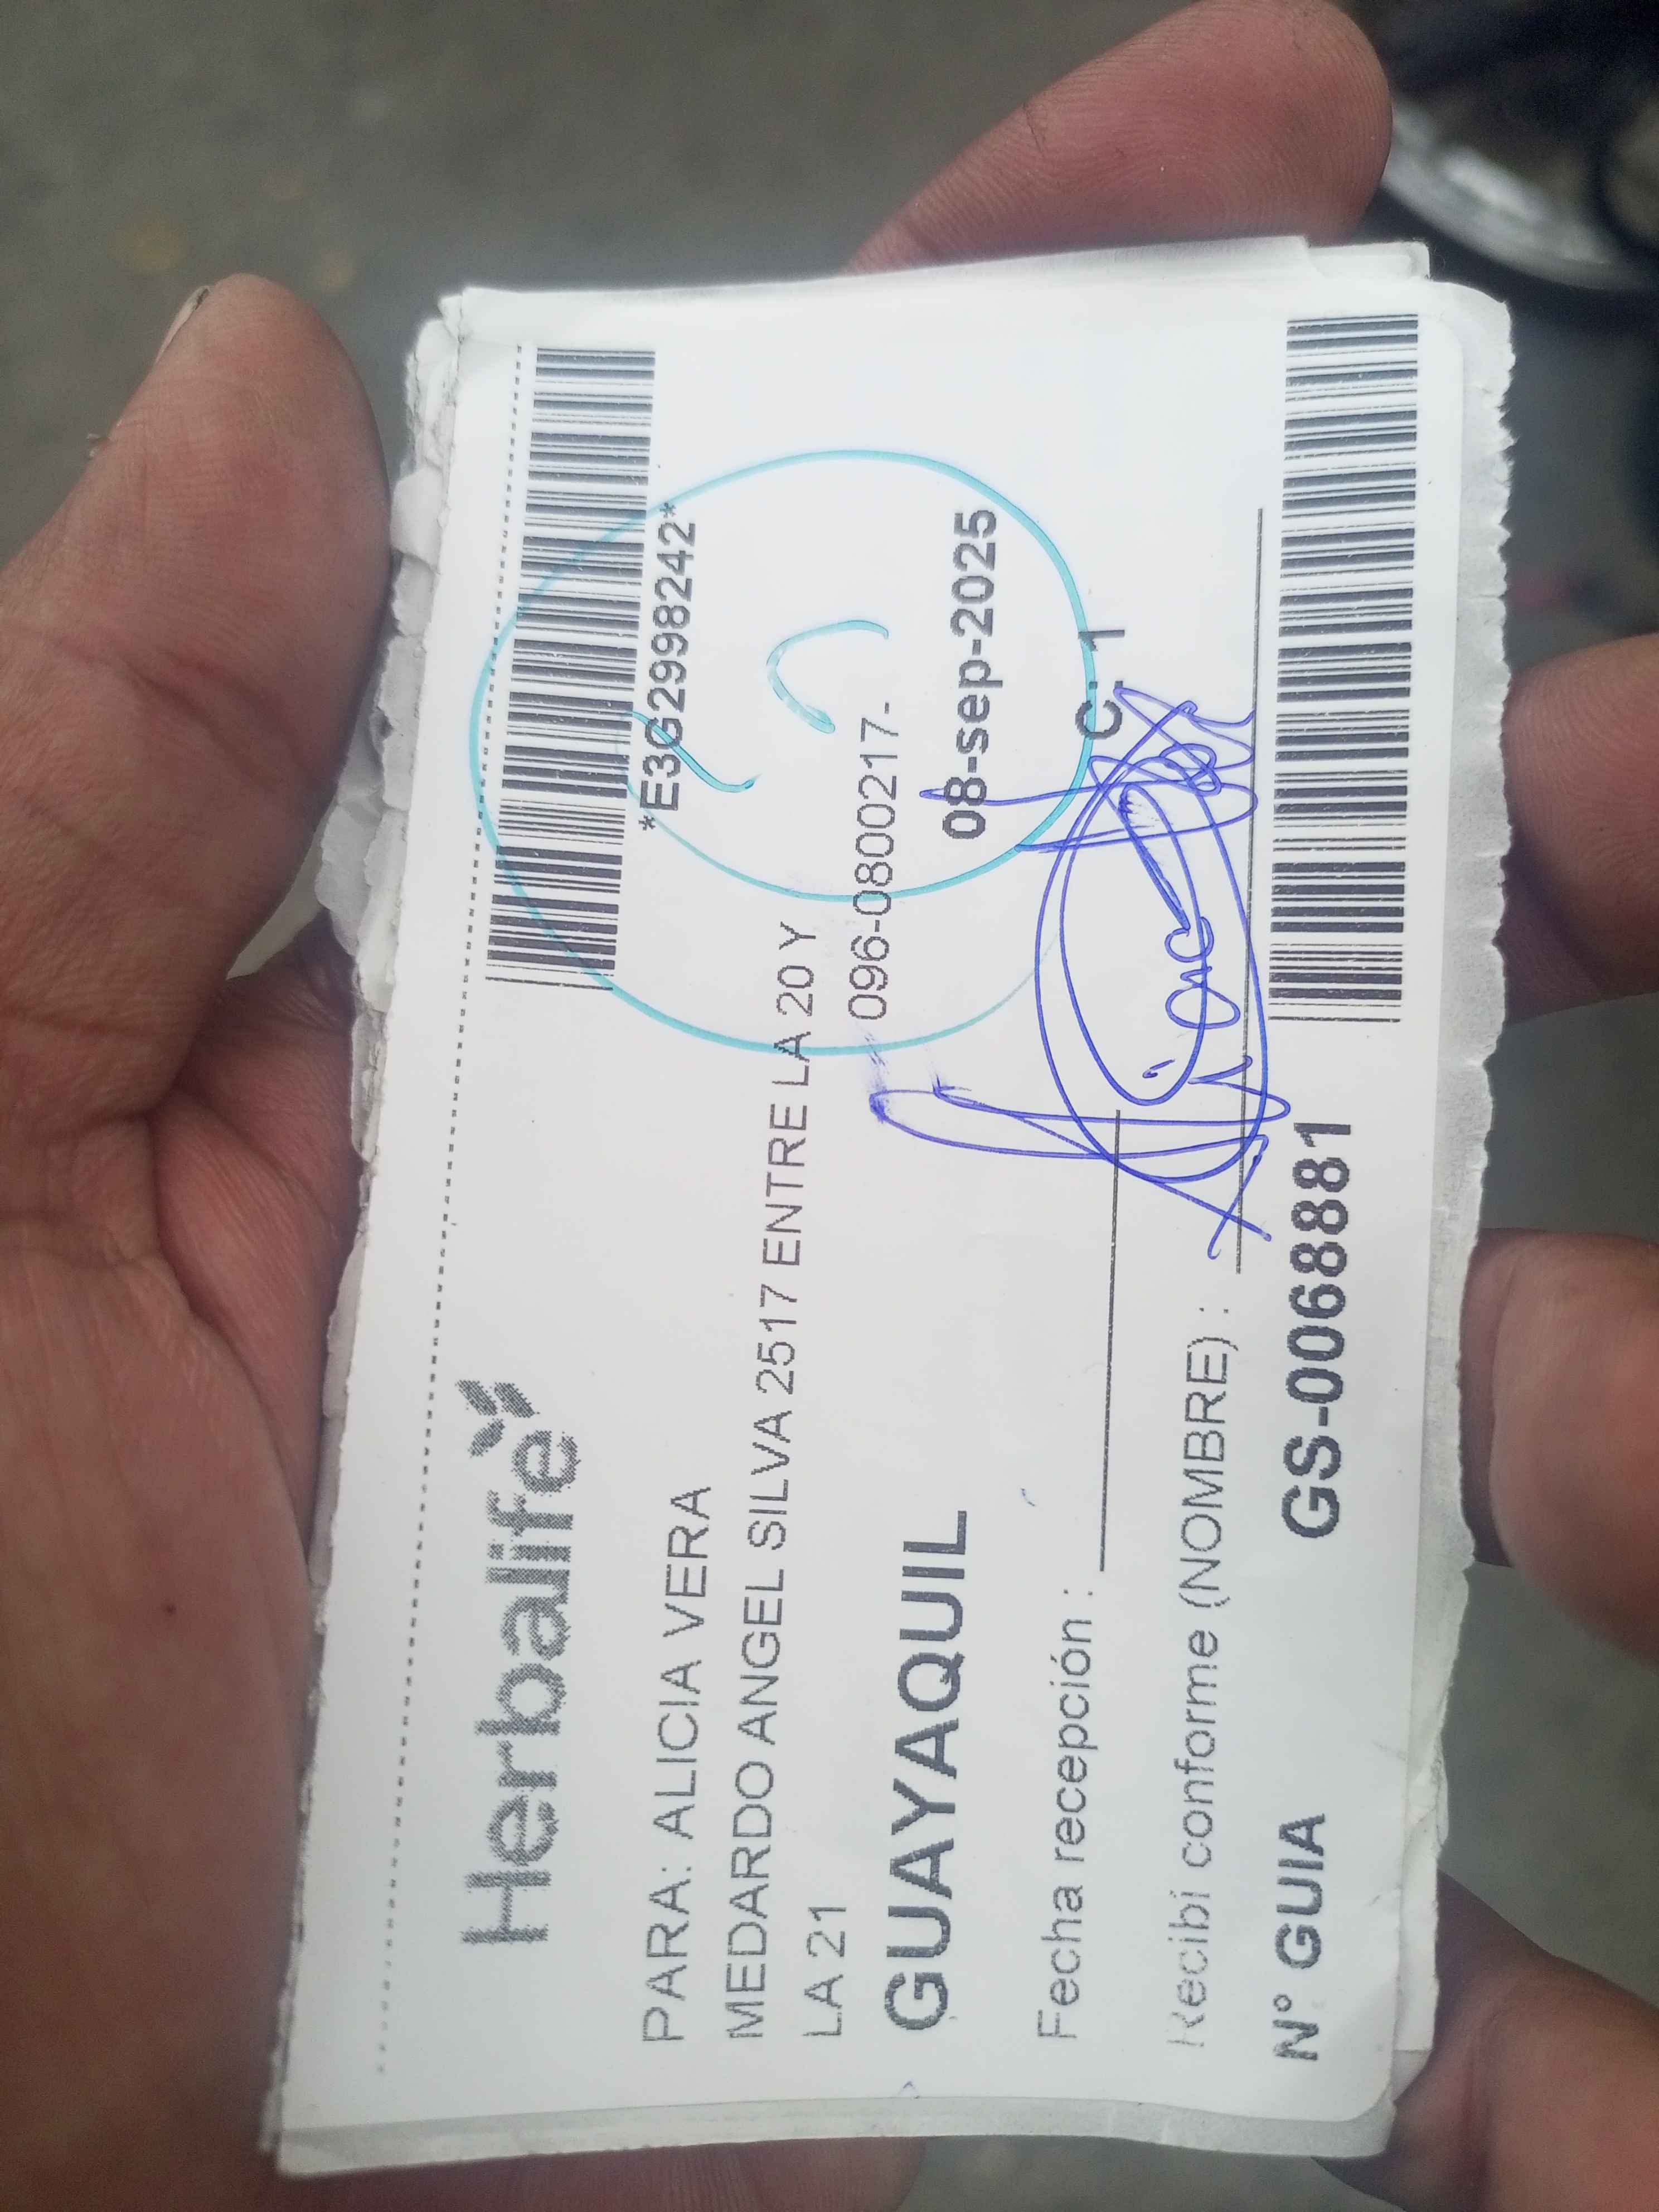 Herbalife
*E3G2998242*
PARA: ALICIA VERA
MEDARDO ANGEL SILVA 2517 ENTRE LA 20 Y
LA 21
096-0800217-
GUAYAQUIL
08-sep-2025
Fecha recepción :
C: 1
Recibí conforme (NOMBRE) :
N° GUIA GS-0068881